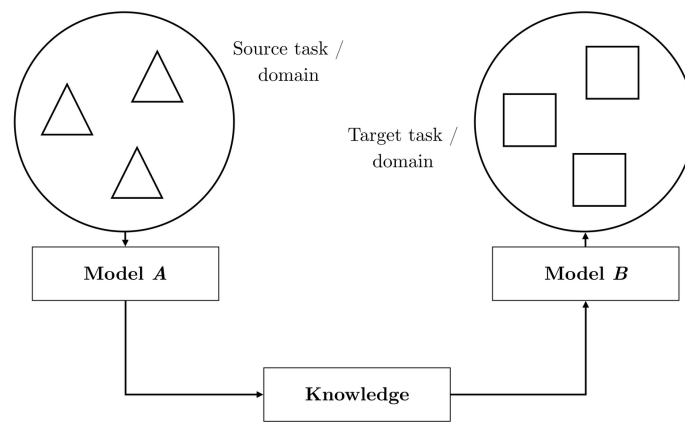 Source task /
domain
Target task /
domain
Model A
Model B
Knowledge